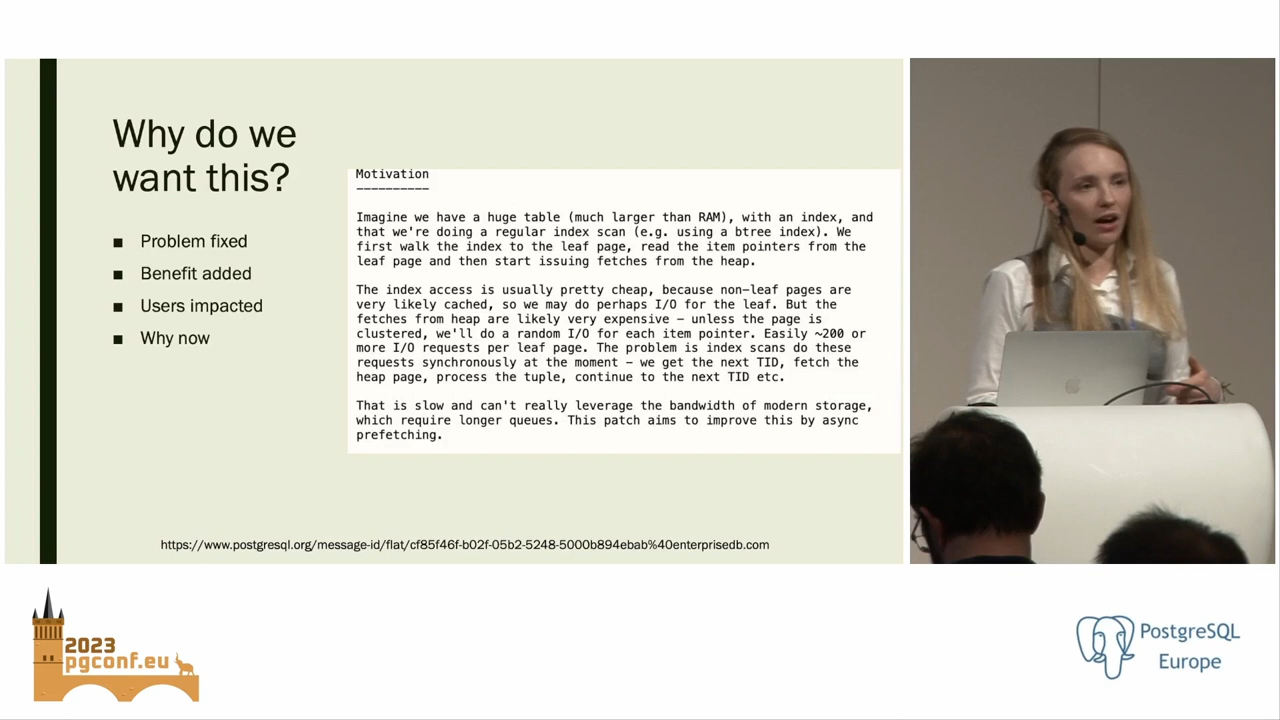 Why do we
want this?
■ Problem fixed
■ Benefit added
■ Users impacted
■ Why now
Motivation
----------
Imagine we have a huge table (much larger than RAM), with an index, and
that we're doing a regular index scan (e.g. using a btree index). We
first walk the index to the leaf page, read the item pointers from the
leaf page and then start issuing fetches from the heap.
The index access is usually pretty cheap, because non-leaf pages are
very likely cached, so we may do perhaps I/O for the leaf. But the
fetches from heap are likely very expensive - unless the page is
clustered, we'll do a random I/O for each item pointer. Easily ~200 or
more I/O requests per leaf page. The problem is index scans do these
requests synchronously at the moment - we get the next TID, fetch the
heap page, process the tuple, continue to the next TID etc.
That is slow and can't really leverage the bandwidth of modern storage,
which require longer queues. This patch aims to improve this by async
prefetching.
https://www.postgresql.org/message-id/flat/cf85f46f-b02f-05b2-5248-5000b894ebab%40enterprisedb.com
2023
pgconf.eu
PostgreSQL
Europe